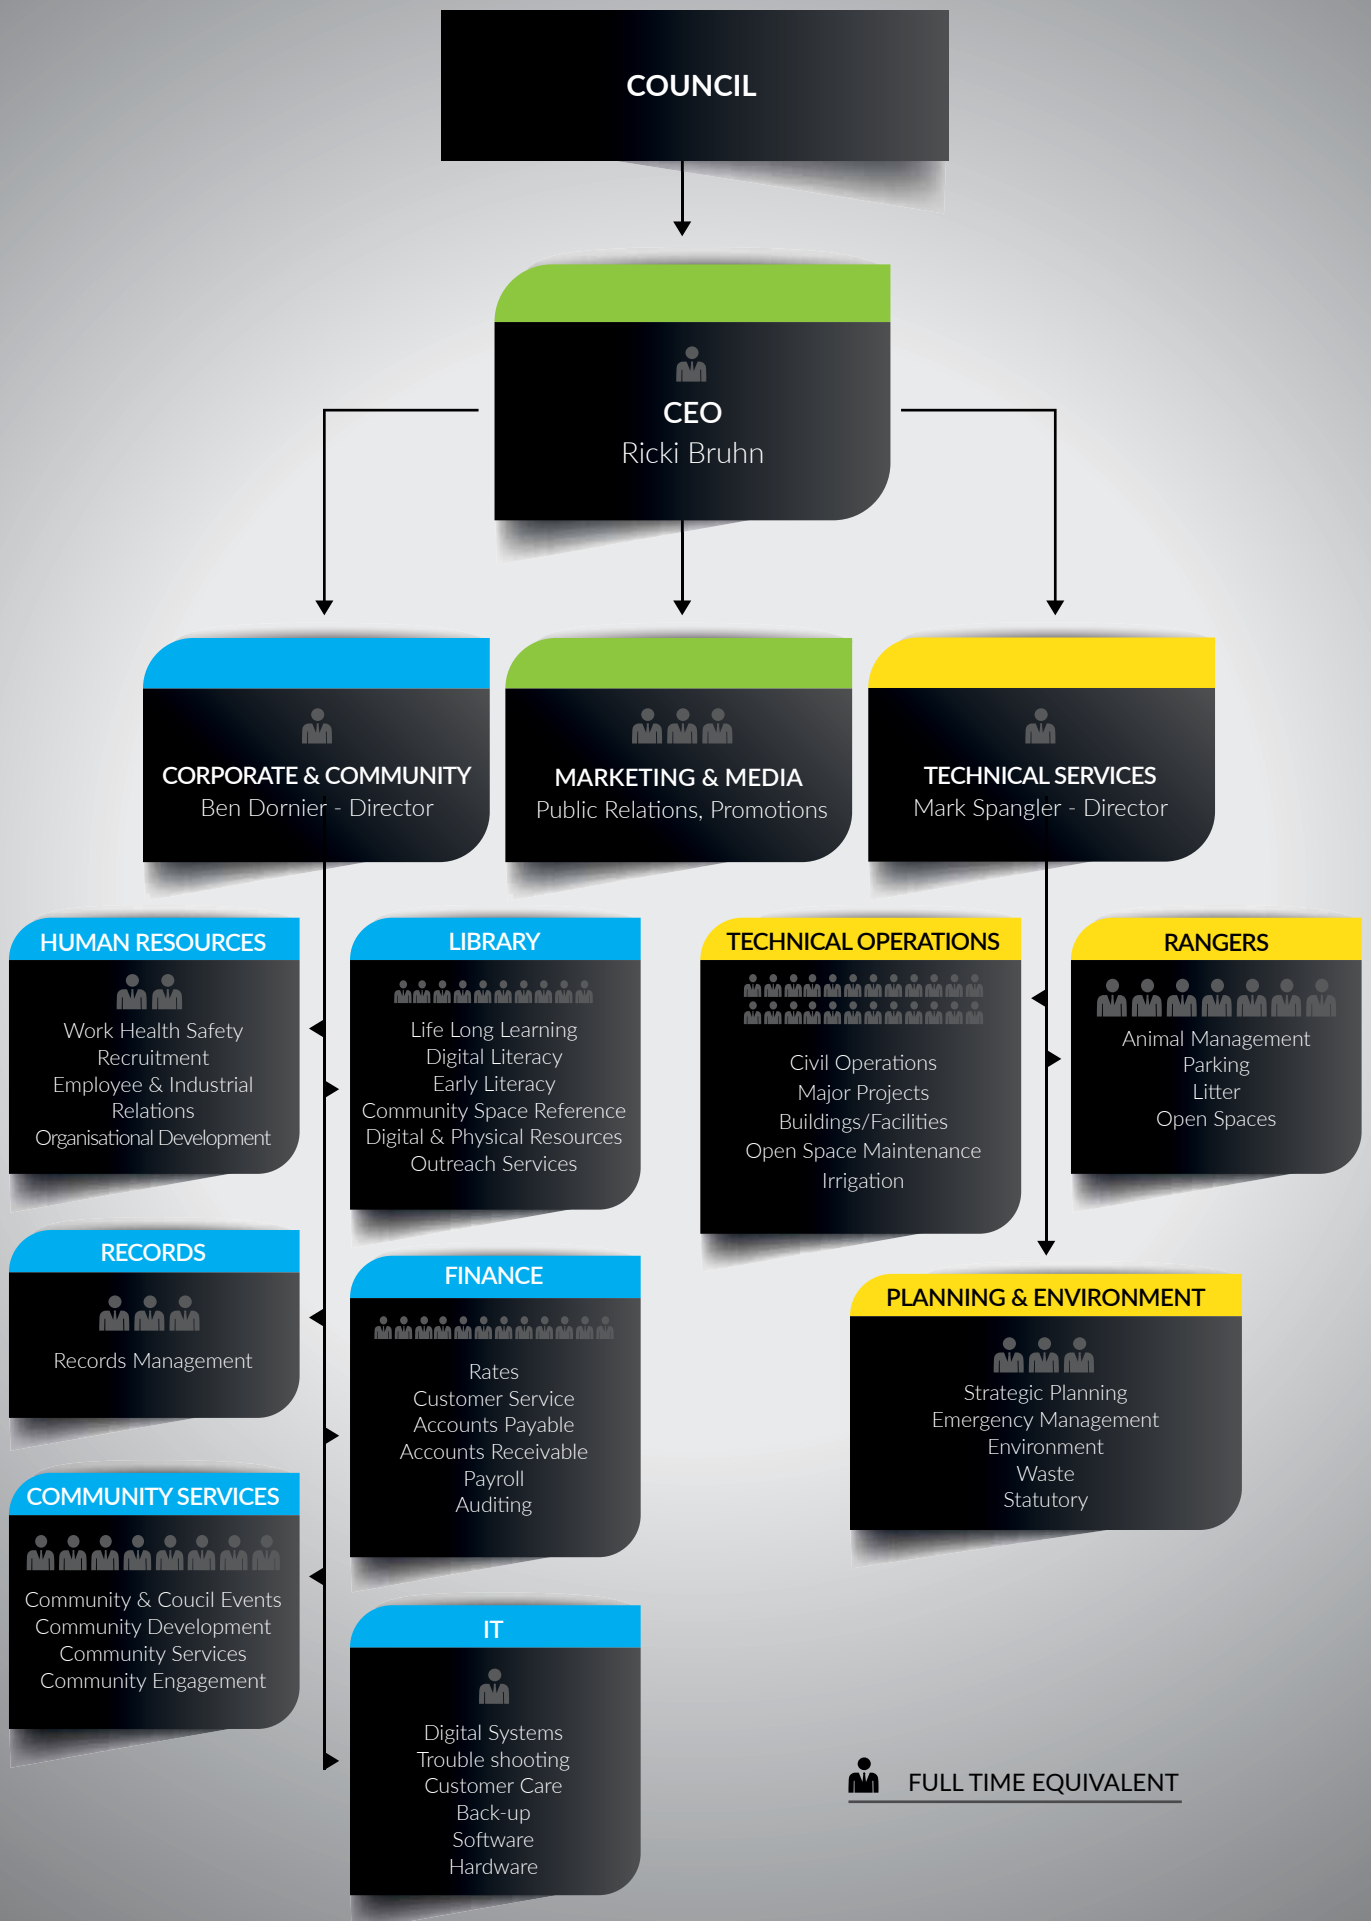 COUNCIL
CEO
Ricki Bruhn
CORPORATE & COMMUNITY
Ben Dornier - Director
MARKETING & MEDIA
Public Relations, Promotions
TECHNICAL SERVICES
Mark Spangler - Director
HUMAN RESOURCES
Work Health Safety
Recruitment
Employee & Industrial
Relations
Organisational Development
LIBRARY
Life Long Learning
Digital Literacy
Early Literacy
Community Space Reference
Digital & Physical Resources
Outreach Services
TECHNICAL OPERATIONS
Civil Operations
Major Projects
Buildings/Facilities
Open Space Maintenance
Irrigation
RANGERS
Animal Management
Parking
Litter
Open Spaces
RECORDS
Records Management
FINANCE
Rates
Customer Service
Accounts Payable
Accounts Receivable
Payroll
Auditing
PLANNING & ENVIRONMENT
Strategic Planning
Emergency Management
Environment
Waste
Statutory
COMMUNITY SERVICES
Community & Coucil Events
Community Development
Community Services
Community Engagement
IT
Digital Systems
Trouble shooting
Customer Care
Back-up
Software
Hardware
FULL TIME EQUIVALENT